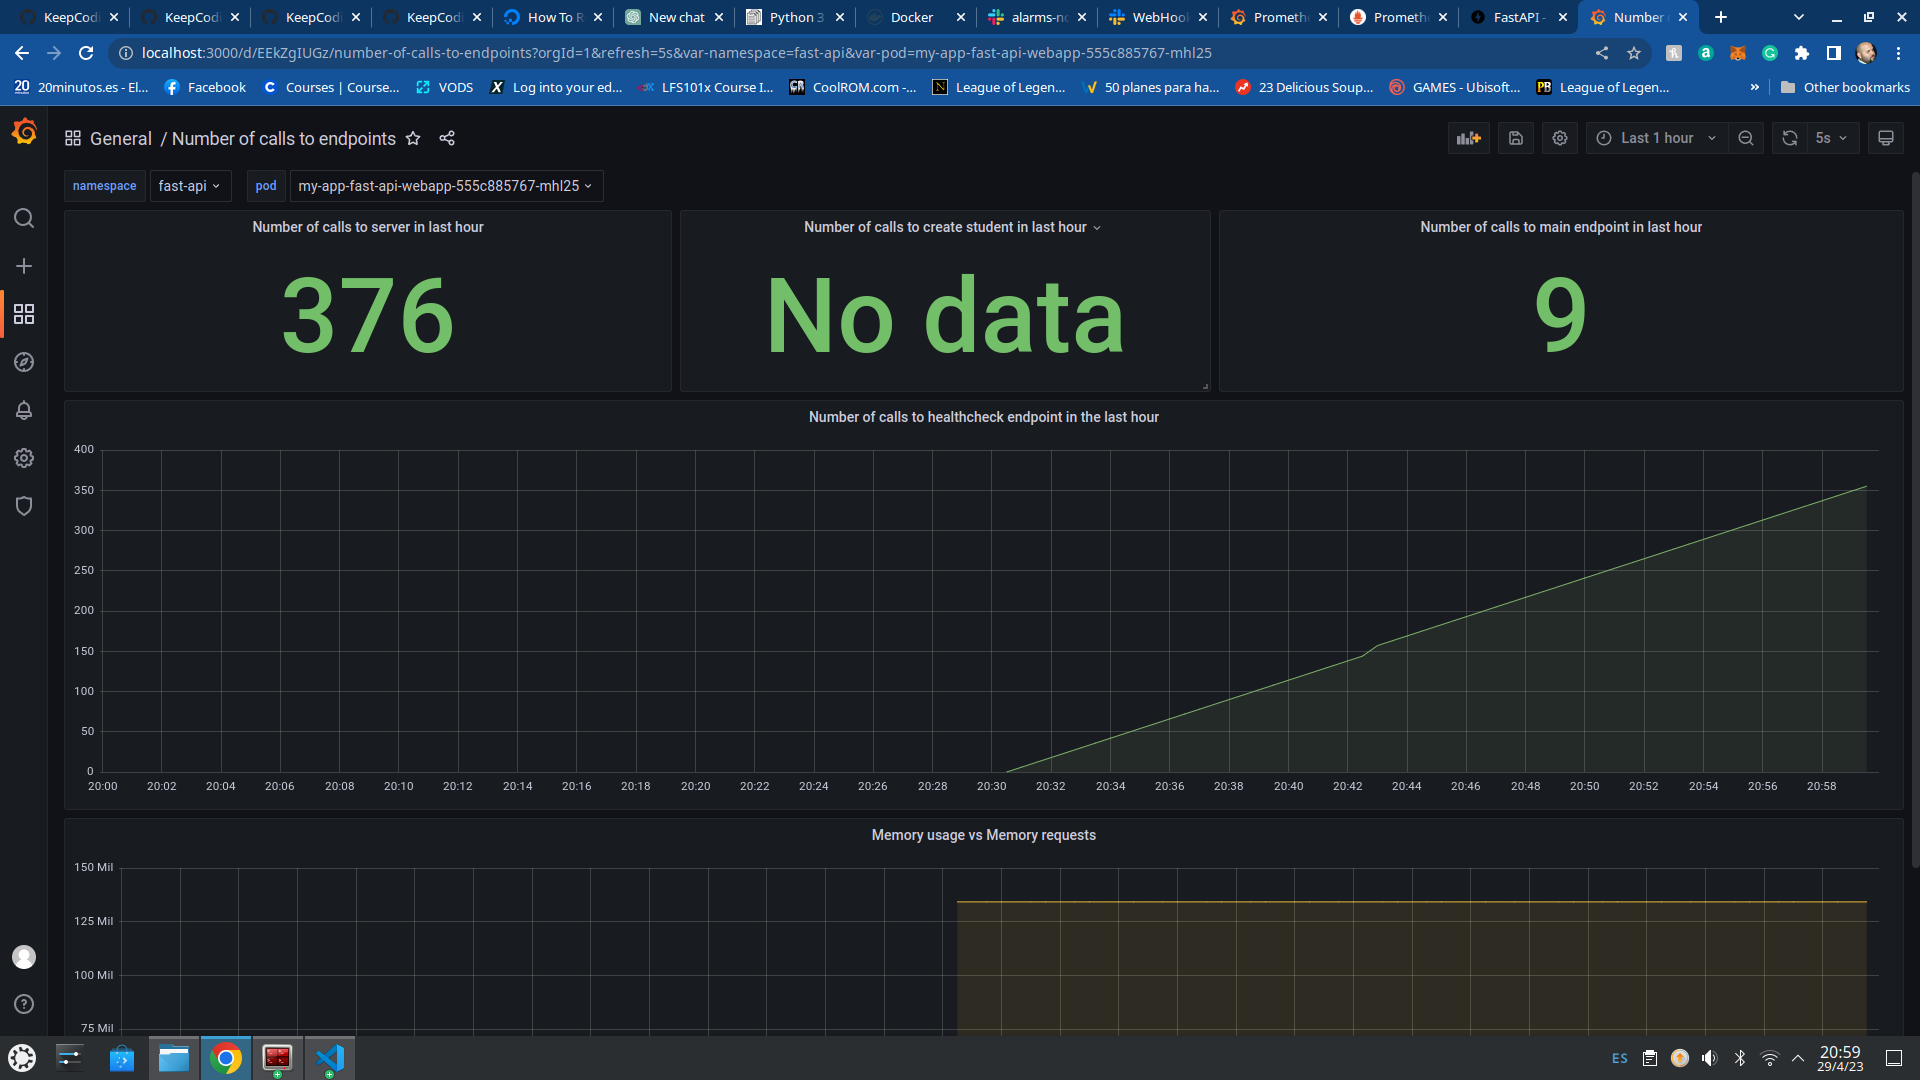 KeepCodi
KeepCodi
KeepCodi
KeepCodi
How To R
New chat
Python 3
Docker
alarms-no
WebHook
Prometh
Prometh
FastAPI -
Number
localhost:3000/d/EEkZgIUGz/number-of-calls-to-endpoints?orgId=1&refresh=5s&var-namespace=fast-api&var-pod=my-app-fast-api-webapp-555c885767-mhl25
20 20minutos.es - El...
Facebook
C Courses | Course...
VODS
X Log into your ed...
LFS101x Course I...
CR CoolROM.com -...
League of Legen...
50 planes para ha...
23 Delicious Soup...
GAMES - Ubisoft...
PB League of Legen...
»
Other bookmarks
General / Number of calls to endpoints
Last 1 hour
5s
namespace fast-api pod my-app-fast-api-webapp-555c885767-mhl25
Number of calls to server in last hour
376
Number of calls to create student in last hour
No data
Number of calls to main endpoint in last hour
9
Number of calls to healthcheck endpoint in the last hour
400
350
300
250
200
150
100
50
0
20:00 20:02 20:04 20:06 20:08 20:10 20:12 20:14 20:16 20:18 20:20 20:22 20:24 20:26 20:28 20:30 20:32 20:34 20:36 20:38 20:40 20:42 20:44 20:46 20:48 20:50 20:52 20:54 20:56 20:58
Memory usage vs Memory requests
150 Mil
125 Mil
100 Mil
75 Mil
ES
20:59
29/4/23